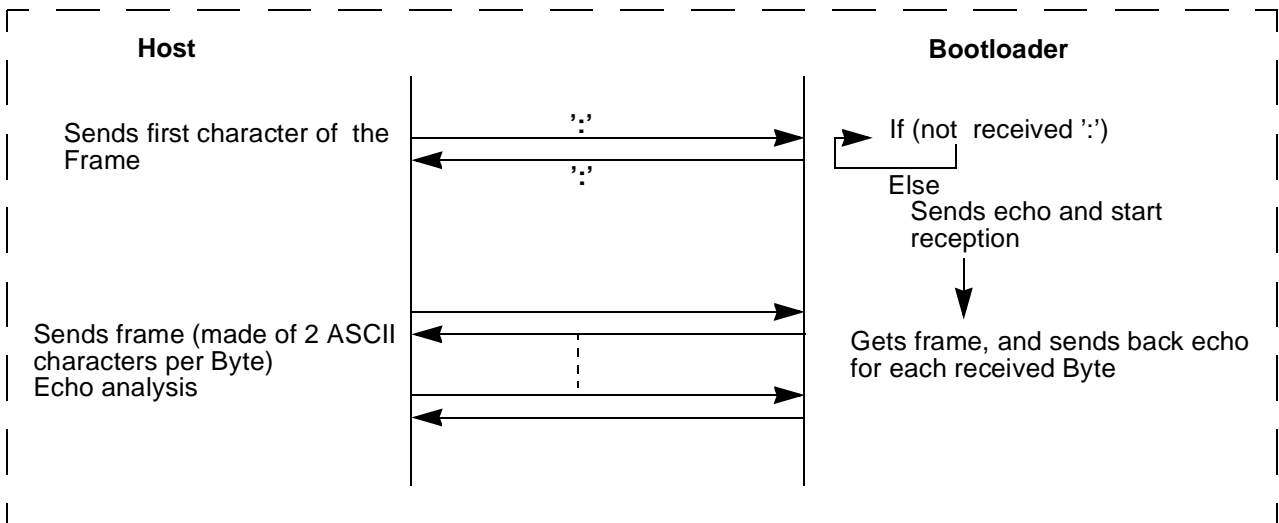 Host
Bootloader
Sends first character of the
Frame
':'
':'
If (not received ':')
Else
Sends echo and start
reception
Sends frame (made of 2 ASCII
characters per Byte)
Echo analysis
Gets frame, and sends back echo
for each received Byte